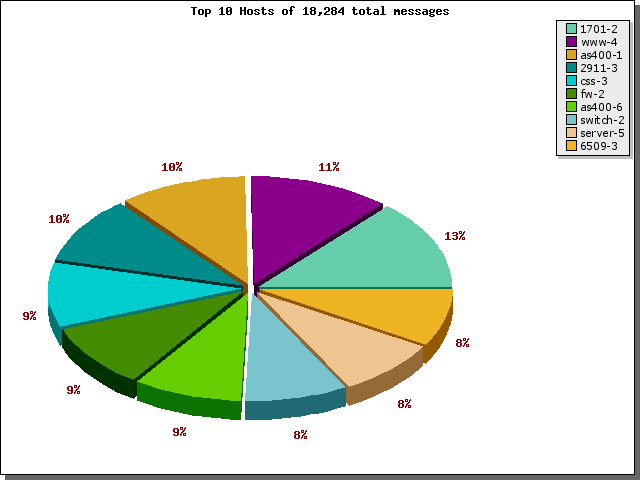 Top 10 Hosts of 18,284 total messages
1701-2
www-4
as400-1
2911-3
css-3
fw-2
as400-6
switch-2
server-5
6509-3
10%
11%
10%
13%
9%
8%
9%
8%
9%
8%